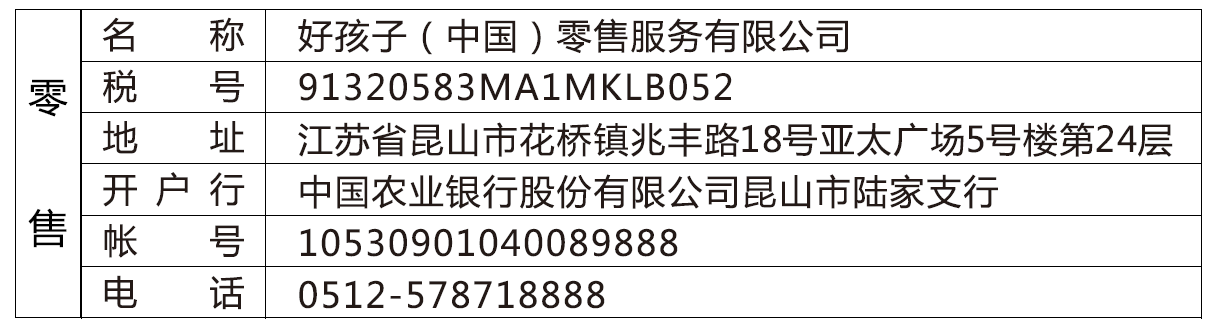 零售
名称 好孩子（中国）零售服务有限公司
税号 91320583MA1MKLB052
地址 江苏省昆山市花桥镇兆丰路18号亚太广场5号楼第24层
开户行 中国农业银行股份有限公司昆山市陆家支行
帐号 10530901040089888
电话 0512-578718888